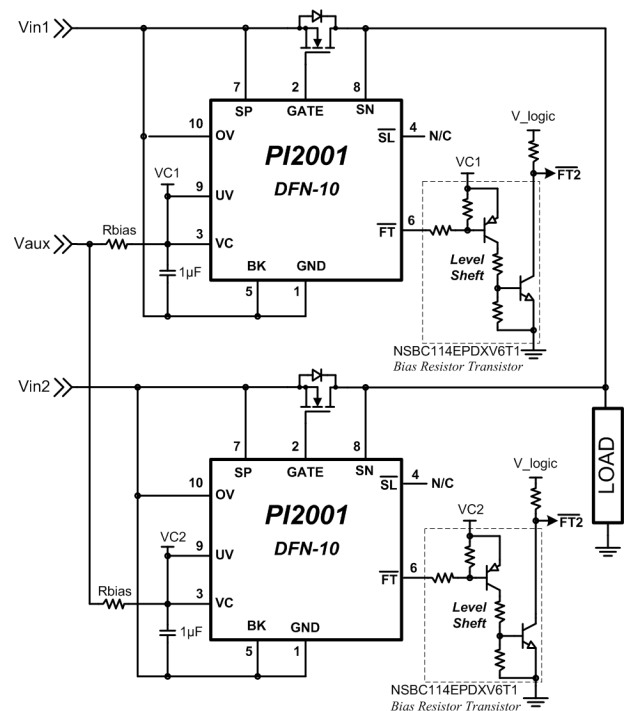 Vin1
7
2
8
SP
GATE
SN
10
OV
SL
4
N/C
V_logic
PI2001
DFN-10
VC1
9
UV
VC1
FT2
Rbias
6
FT
Vaux
3
VC
Level
Sheft
1µF
BK
GND
5
1
NSBC114EPDXV6T1
Bias Resistor Transistor
Vin2
7
2
8
SP
GATE
SN
10
OV
SL
4
N/C
V_logic
LOAD
PI2001
DFN-10
VC2
9
UV
VC2
FT2
Rbias
6
FT
3
VC
Level
Sheft
1µF
BK
GND
5
1
NSBC114EPDXV6T1
Bias Resistor Transistor